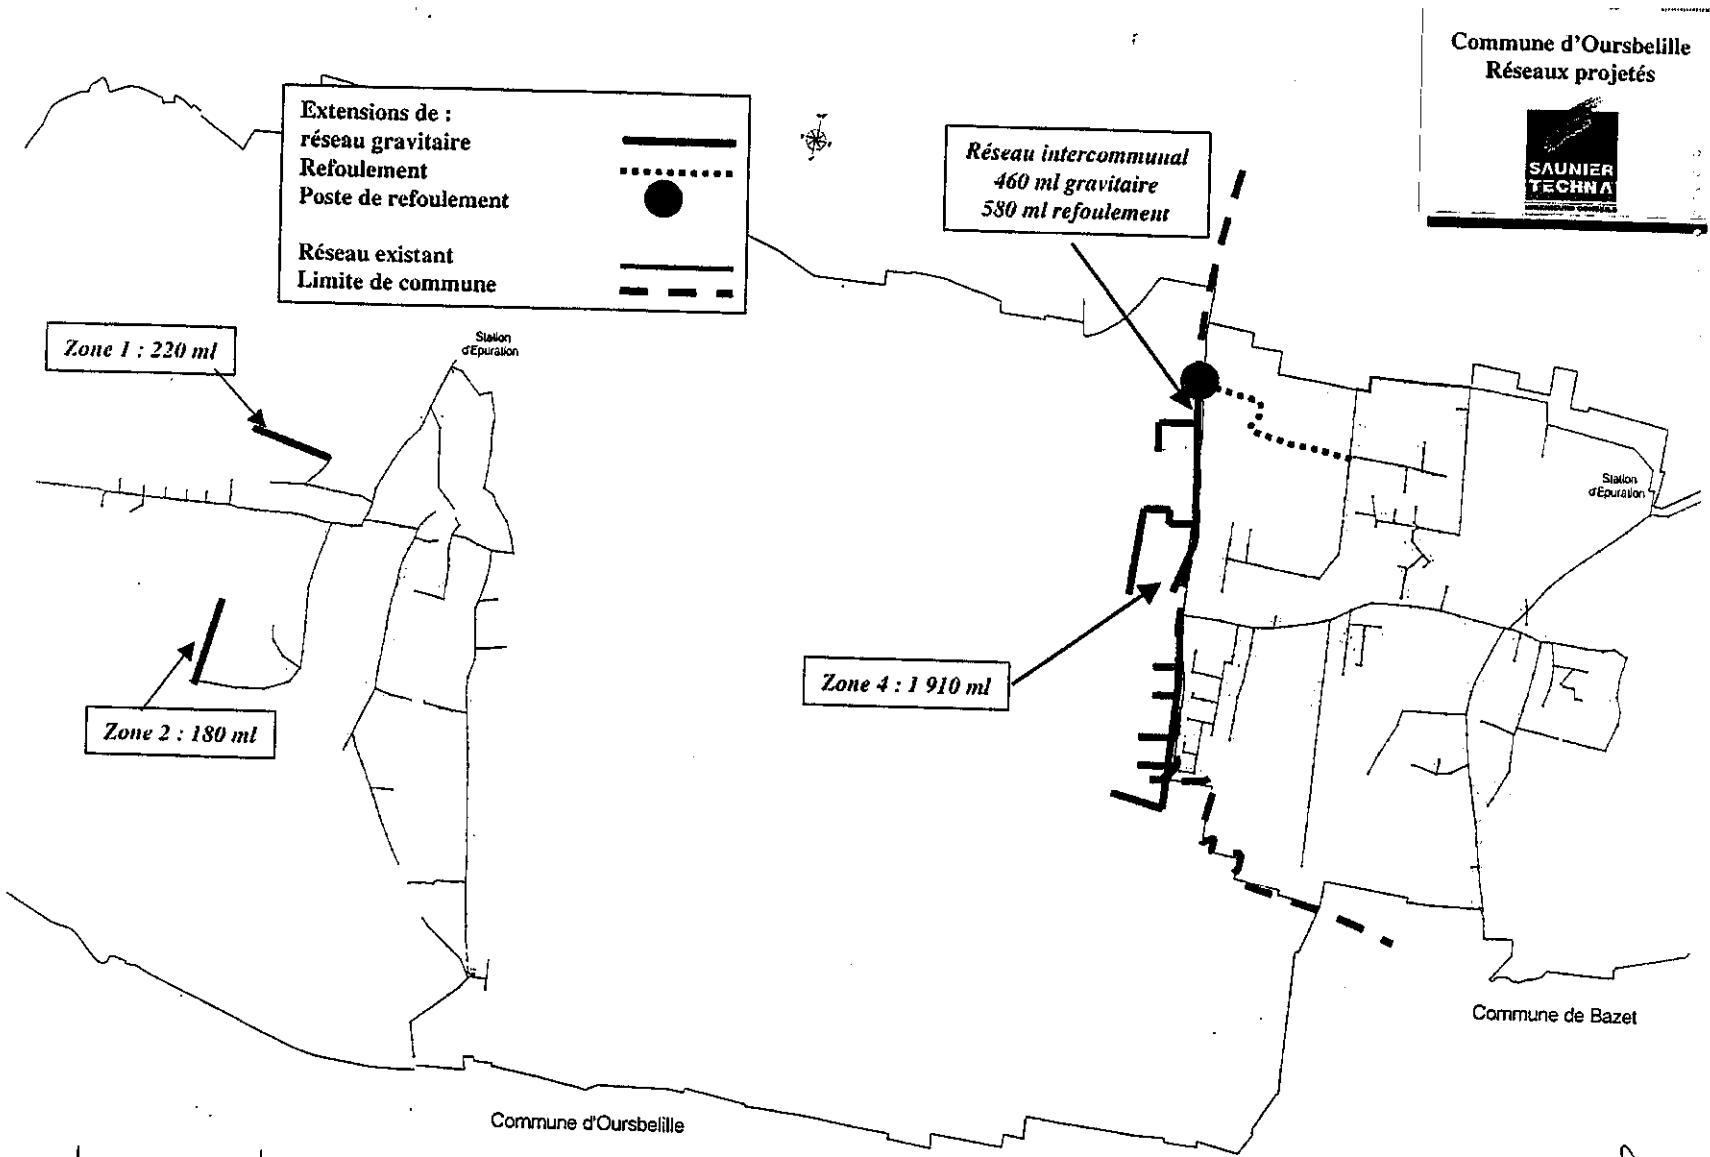 Commune d'Oursbelille
Réseaux projetés
SAUNIER
TECHNA
Extensions de :
réseau gravitaire
Refoulement
Poste de refoulement
Réseau existant
Limite de commune
Réseau intercommunal
460 ml gravitaire
580 ml refoulement
Zone 1 : 220 ml
Station
d'Epuration
Station
d'Epuration
Zone 4 : 1 910 ml
Zone 2 : 180 ml
Commune de Bazet
Commune d'Oursbelille